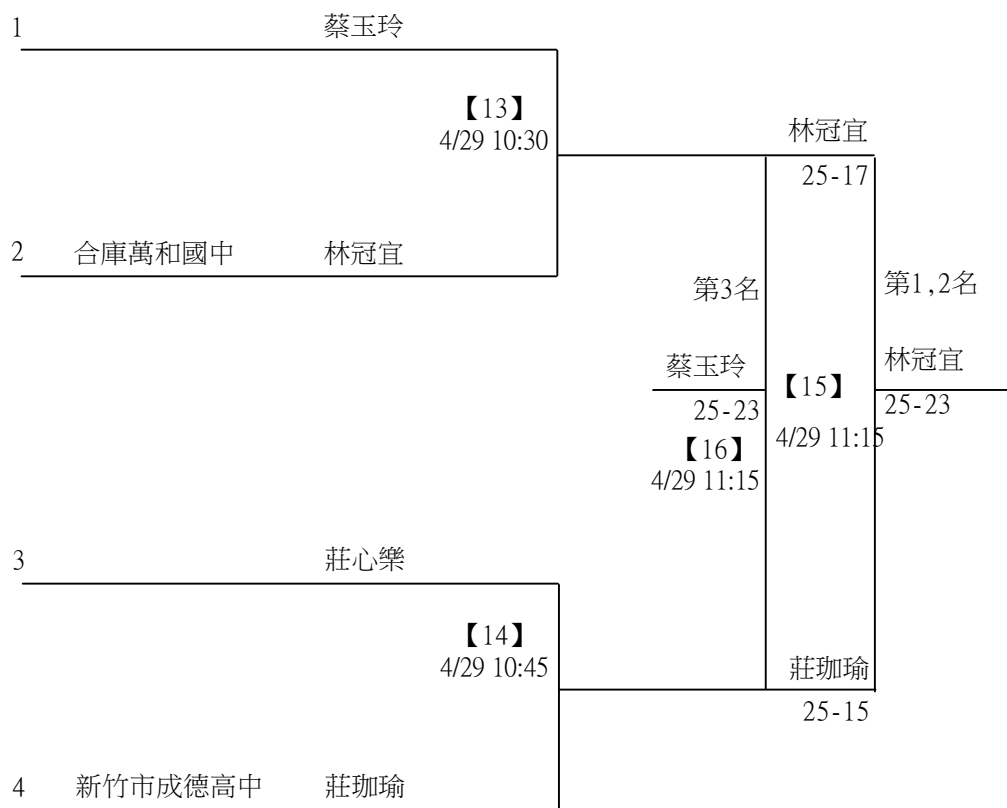 1 蔡玉玲
【13】
4/29 10:30
林冠宜
25-17
2 合庫萬和國中 林冠宜
第3名 第1,2名
蔡玉玲 【15】 林冠宜
25-23 4/29 11:15 25-23
【16】
4/29 11:15
3 莊心樂
【14】
4/29 10:45
莊珈瑜
25-15
4 新竹市成德高中 莊珈瑜